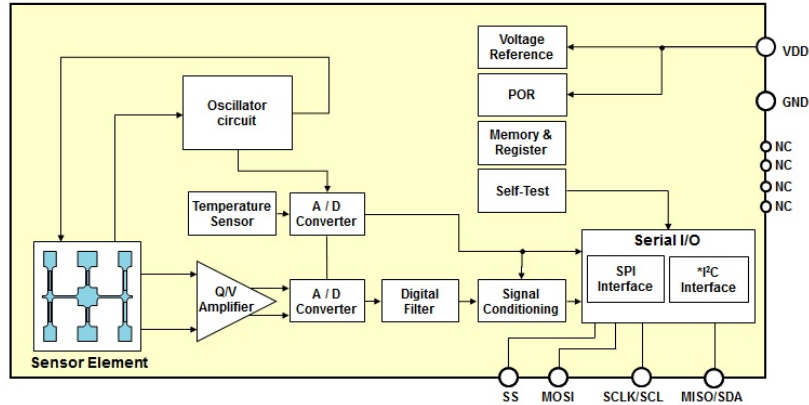 Voltage
Reference
VDD
Oscillator
circuit
POR
GND
Memory &
Register
NC
NC
Self-Test
NC
NC
Temperature
Sensor
A / D
Converter
Serial I/O
SPI
Interface
*I²C
Interface
Q/V
Amplifier
A / D
Converter
Digital
Filter
Signal
Conditioning
Sensor Element
SS
MOSI
SCLK/SCL
MISO/SDA